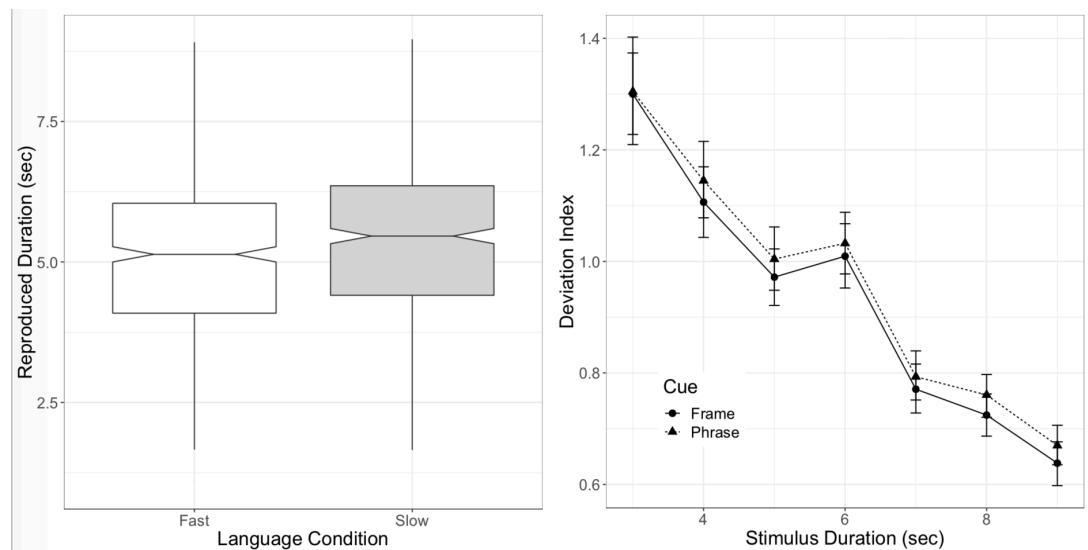 Reproduced Duration (sec)
7.5
5.0
2.5
Fast
Slow
Language Condition
Deviation Index
1.4
1.2
1.0
0.8
0.6
Cue
Frame
Phrase
4
6
8
Stimulus Duration (sec)